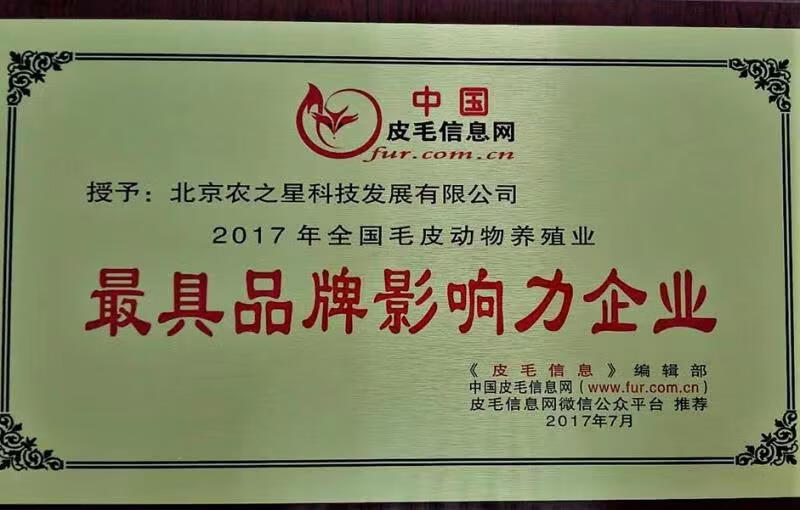 中国
皮毛信息网
fur.com.cn
授予：北京农之星科技发展有限公司
2017年全国毛皮动物养殖业
最具品牌影响力企业
《皮毛信息》编辑部
中国皮毛信息网（www.fur.com.cn）
皮毛信息网微信公众平台 推荐
2017年7月